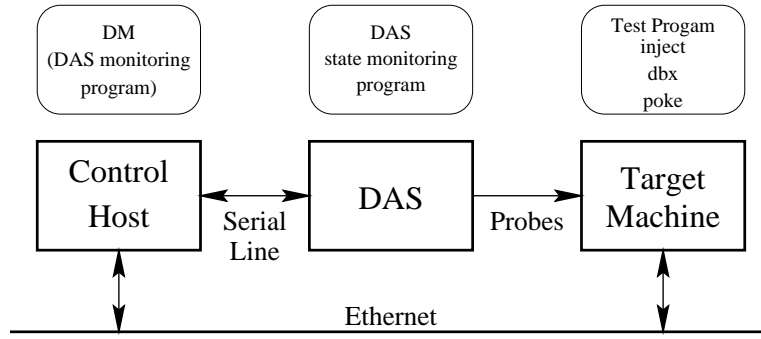 DM
(DAS monitoring
program)
DAS
state monitoring
program
Test Progam
inject
dbx
poke
Control
Host
Serial
Line
DAS
Probes
Target
Machine
Ethernet